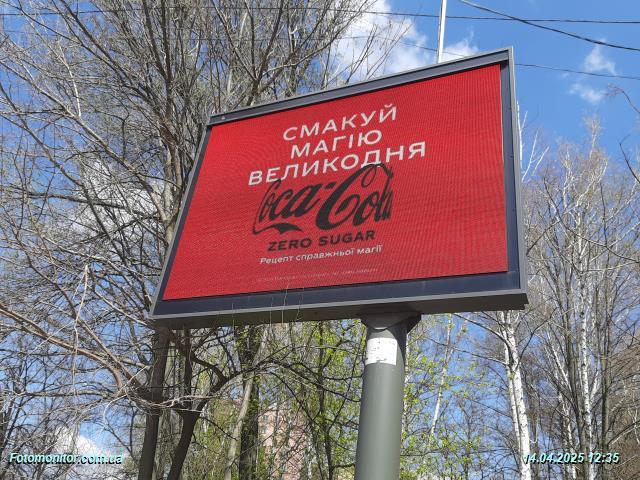 СМАКУЙ
МАГІЮ
ВЕЛИКОДНЯ
Coca-Cola
ZERO SUGAR
Рецепт справжньої магії
Fotomonitor.com.ua
14.04.2025 12:35